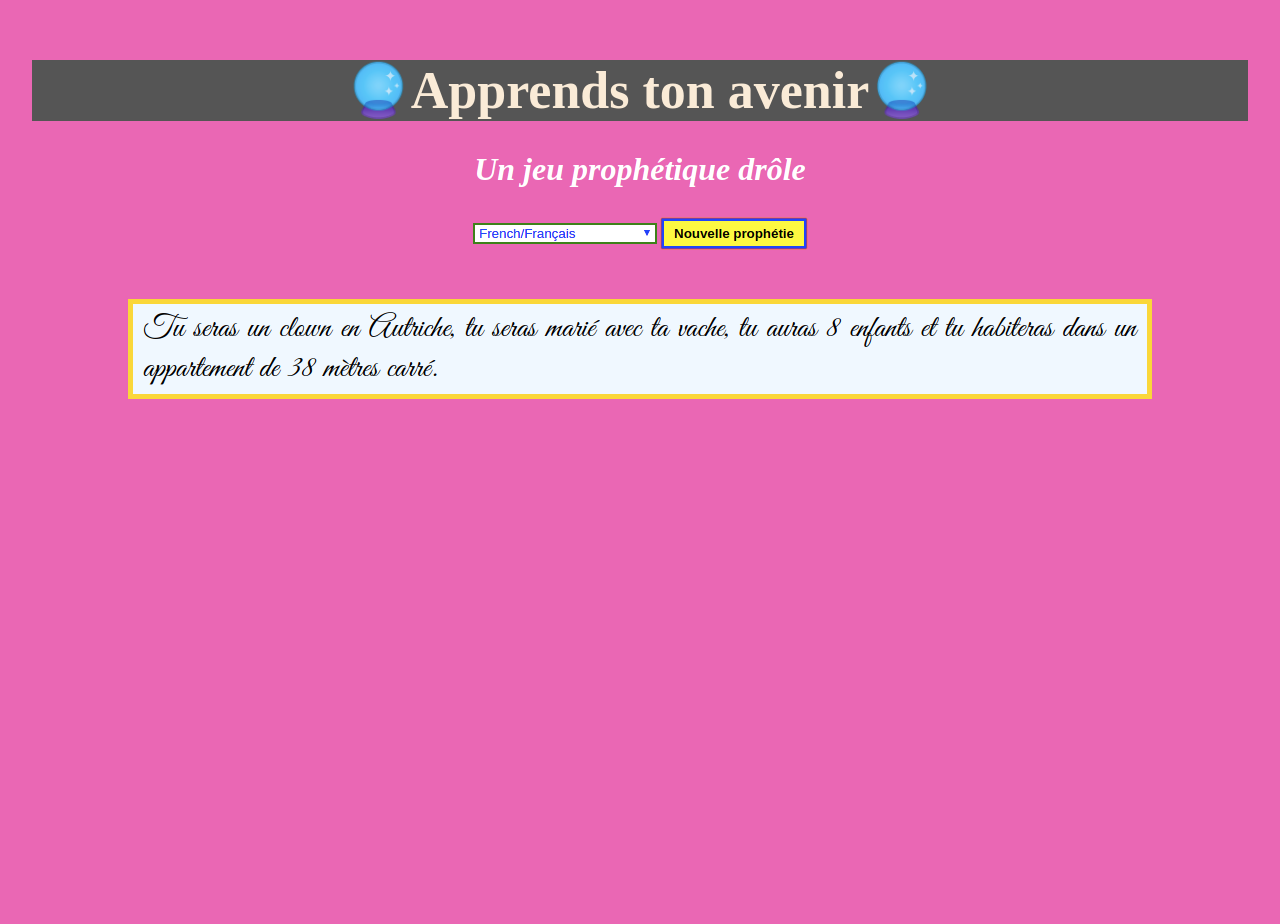 Apprends ton avenir
Un jeu prophétique drôle
French/Français
Nouvelle prophétie
Tu seras un clown en Autriche, tu seras marié avec ta vache, tu auras 8 enfants et tu habiteras dans un
appartement de 38 mètres carré.